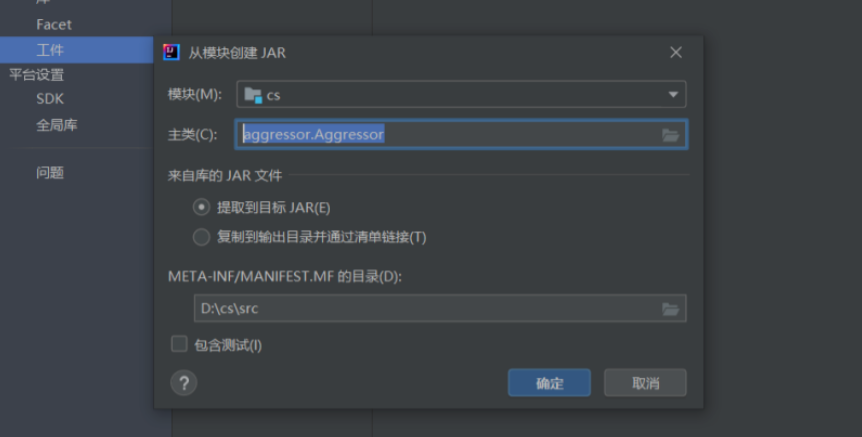 Facet
工件
平台设置
SDK
全局库
问题
从模块创建 JAR
模块(M):
cs
主类(C):
aggressor.Aggressor
来自库的 JAR 文件
提取到目标 JAR(E)
复制到输出目录并通过清单链接(T)
META-INF/MANIFEST.MF 的目录(D):
D:\cs\src
包含测试(I)
?
确定
取消